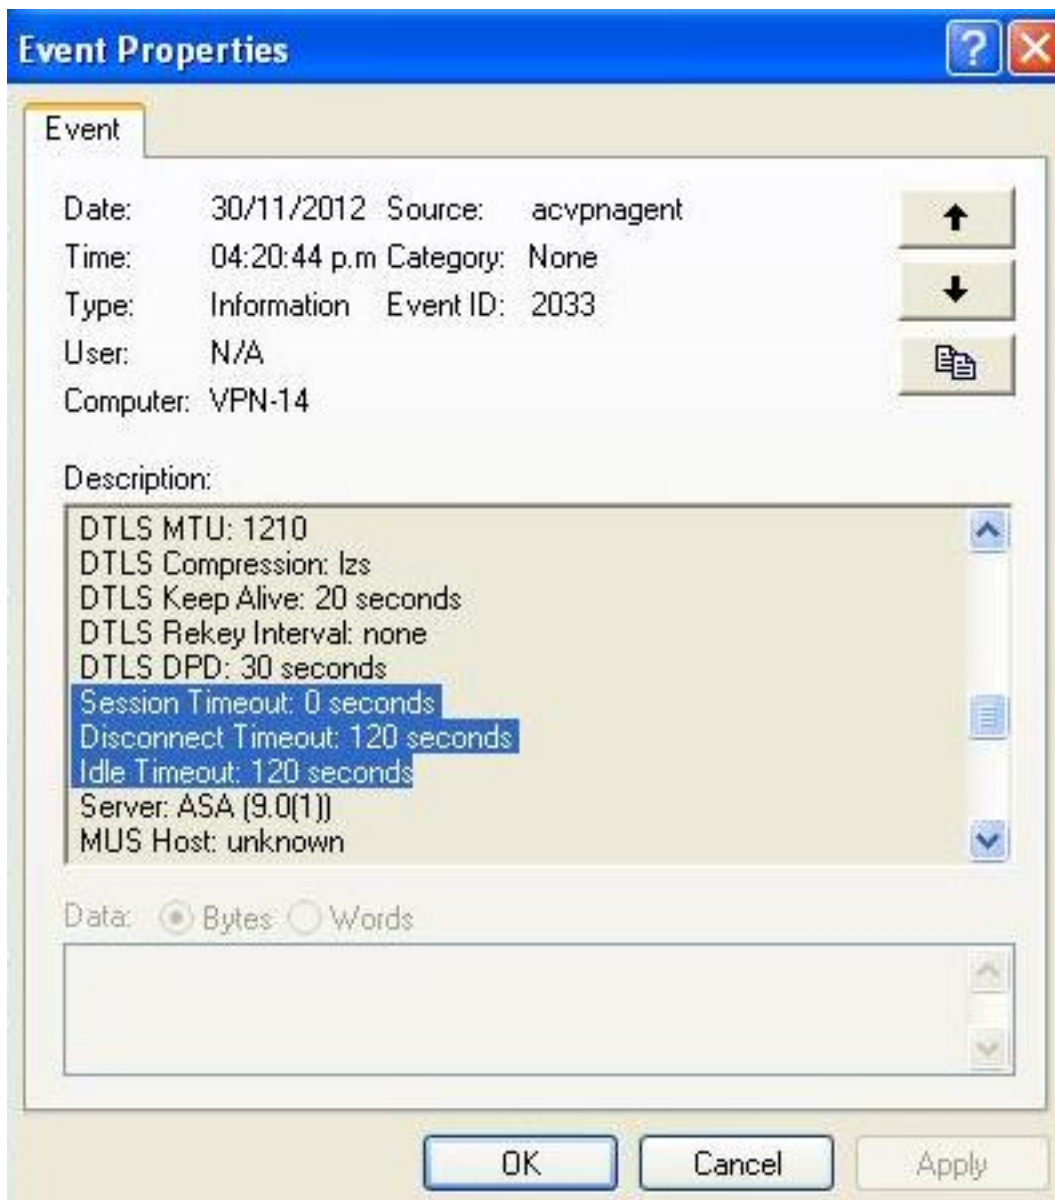 Event Properties
Event
Date: 30/11/2012 Source: acvpnagent
Time: 04:20:44 p.m Category: None
Type: Information Event ID: 2033
User: N/A
Computer: VPN-14
Description:
DTLS MTU: 1210
DTLS Compression: lzs
DTLS Keep Alive: 20 seconds
DTLS Rekey Interval: none
DTLS DPD: 30 seconds
Session Timeout: 0 seconds
Disconnect Timeout: 120 seconds
Idle Timeout: 120 seconds
Server: ASA (9.0(1))
MUS Host: unknown
Data: Bytes Words
OK Cancel Apply